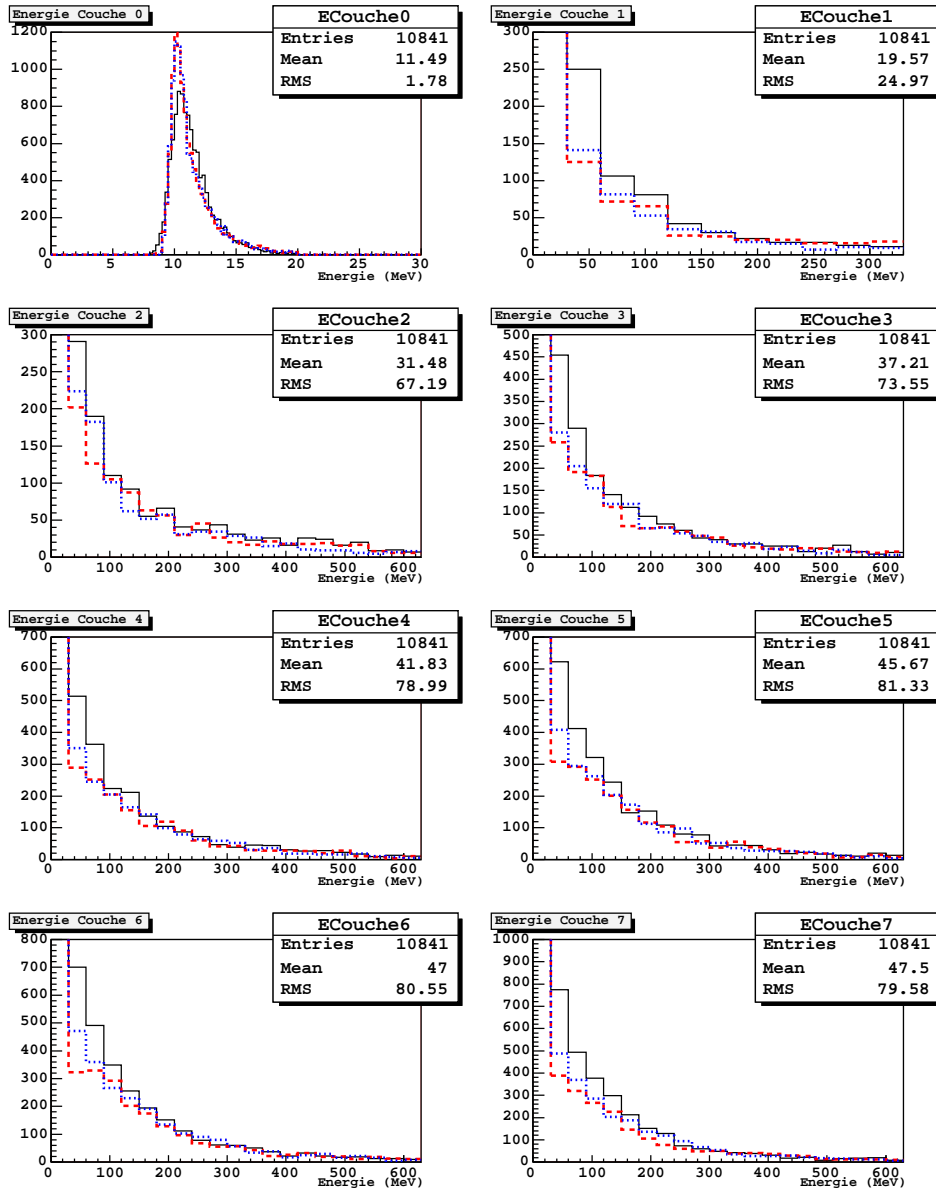 Energie Couche 0
ECouche0
Entries 10841
Mean 11.49
RMS 1.78
1200
1000
800
600
400
200
0
0 5 10 15 20 25 30
Energie (MeV)
Energie Couche 1
ECouche1
Entries 10841
Mean 19.57
RMS 24.97
300
250
200
150
100
50
0
0 50 100 150 200 250 300
Energie (MeV)
Energie Couche 2
ECouche2
Entries 10841
Mean 31.48
RMS 67.19
300
250
200
150
100
50
0
0 100 200 300 400 500 600
Energie (MeV)
Energie Couche 3
ECouche3
Entries 10841
Mean 37.21
RMS 73.55
500
450
400
350
300
250
200
150
100
50
0
0 100 200 300 400 500 600
Energie (MeV)
Energie Couche 4
ECouche4
Entries 10841
Mean 41.83
RMS 78.99
700
600
500
400
300
200
100
0
0 100 200 300 400 500 600
Energie (MeV)
Energie Couche 5
ECouche5
Entries 10841
Mean 45.67
RMS 81.33
700
600
500
400
300
200
100
0
0 100 200 300 400 500 600
Energie (MeV)
Energie Couche 6
ECouche6
Entries 10841
Mean 47
RMS 80.55
800
700
600
500
400
300
200
100
0
0 100 200 300 400 500 600
Energie (MeV)
Energie Couche 7
ECouche7
Entries 10841
Mean 47.5
RMS 79.58
1000
900
800
700
600
500
400
300
200
100
0
0 100 200 300 400 500 600
Energie (MeV)